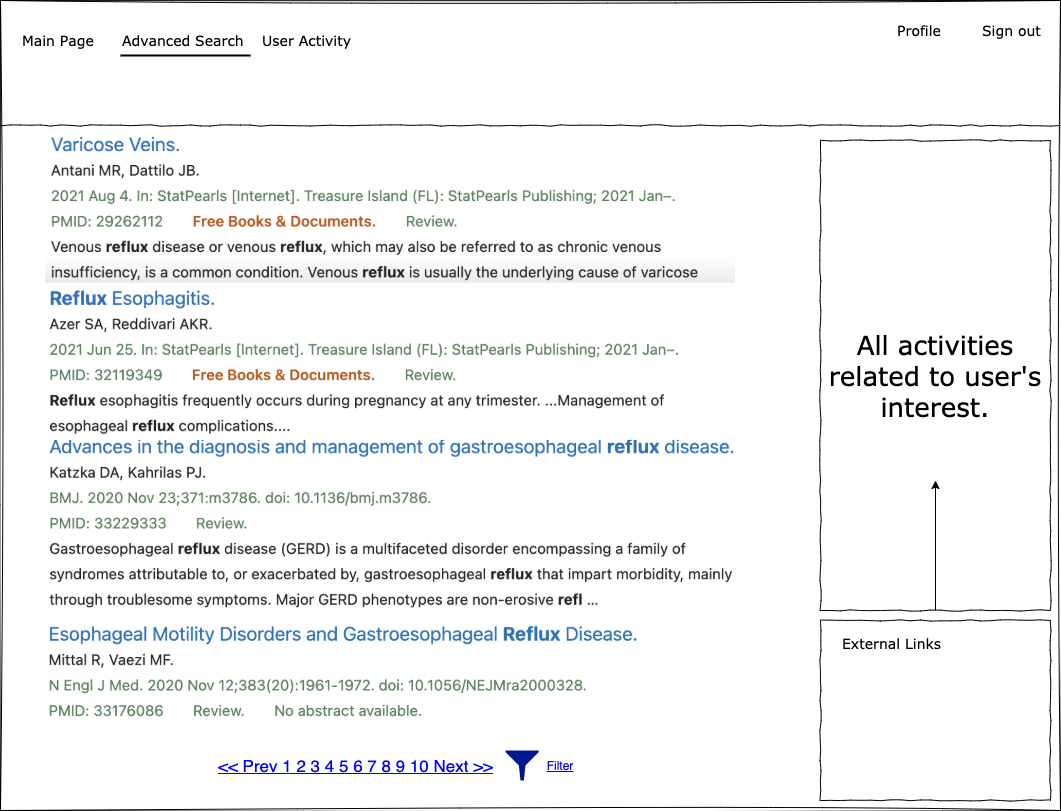 Main Page Advanced Search User Activity Profile Sign out
Varicose Veins.
Antani MR, Dattilo JB.
2021 Aug 4. In: StatPearls [Internet]. Treasure Island (FL): StatPearls Publishing; 2021 Jan–.
PMID: 29262112 Free Books & Documents. Review.
Venous reflux disease or venous reflux, which may also be referred to as chronic venous
insufficiency, is a common condition. Venous reflux is usually the underlying cause of varicose
Reflux Esophagitis.
Azer SA, Reddivari AKR.
2021 Jun 25. In: StatPearls [Internet]. Treasure Island (FL): StatPearls Publishing; 2021 Jan–.
PMID: 32119349 Free Books & Documents. Review.
Reflux esophagitis frequently occurs during pregnancy at any trimester. ...Management of
esophageal reflux complications....
Advances in the diagnosis and management of gastroesophageal reflux disease.
Katzka DA, Kahrilas PJ.
BMJ. 2020 Nov 23;371:m3786. doi: 10.1136/bmj.m3786.
PMID: 33229333 Review.
Gastroesophageal reflux disease (GERD) is a multifaceted disorder encompassing a family of
syndromes attributable to, or exacerbated by, gastroesophageal reflux that impart morbidity, mainly
through troublesome symptoms. Major GERD phenotypes are non-erosive refl ...
Esophageal Motility Disorders and Gastroesophageal Reflux Disease.
Mittal R, Vaezi MF.
N Engl J Med. 2020 Nov 12;383(20):1961-1972. doi: 10.1056/NEJMra2000328.
PMID: 33176086 Review. No abstract available.
<< Prev 1 2 3 4 5 6 7 8 9 10 Next >> Filter
All activities
related to user's
interest.
External Links